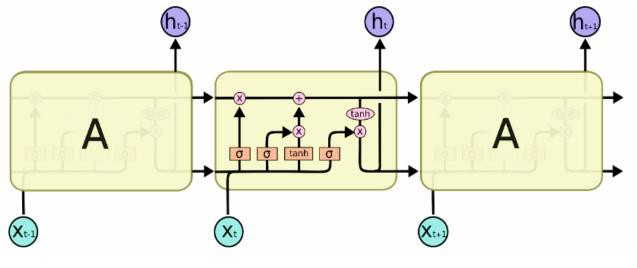 hₜ₋₁ hₜ hₜ₊₁
x + tanh
A A
x x
σ σ tanh σ
Xₜ₋₁ Xₜ Xₜ₊₁